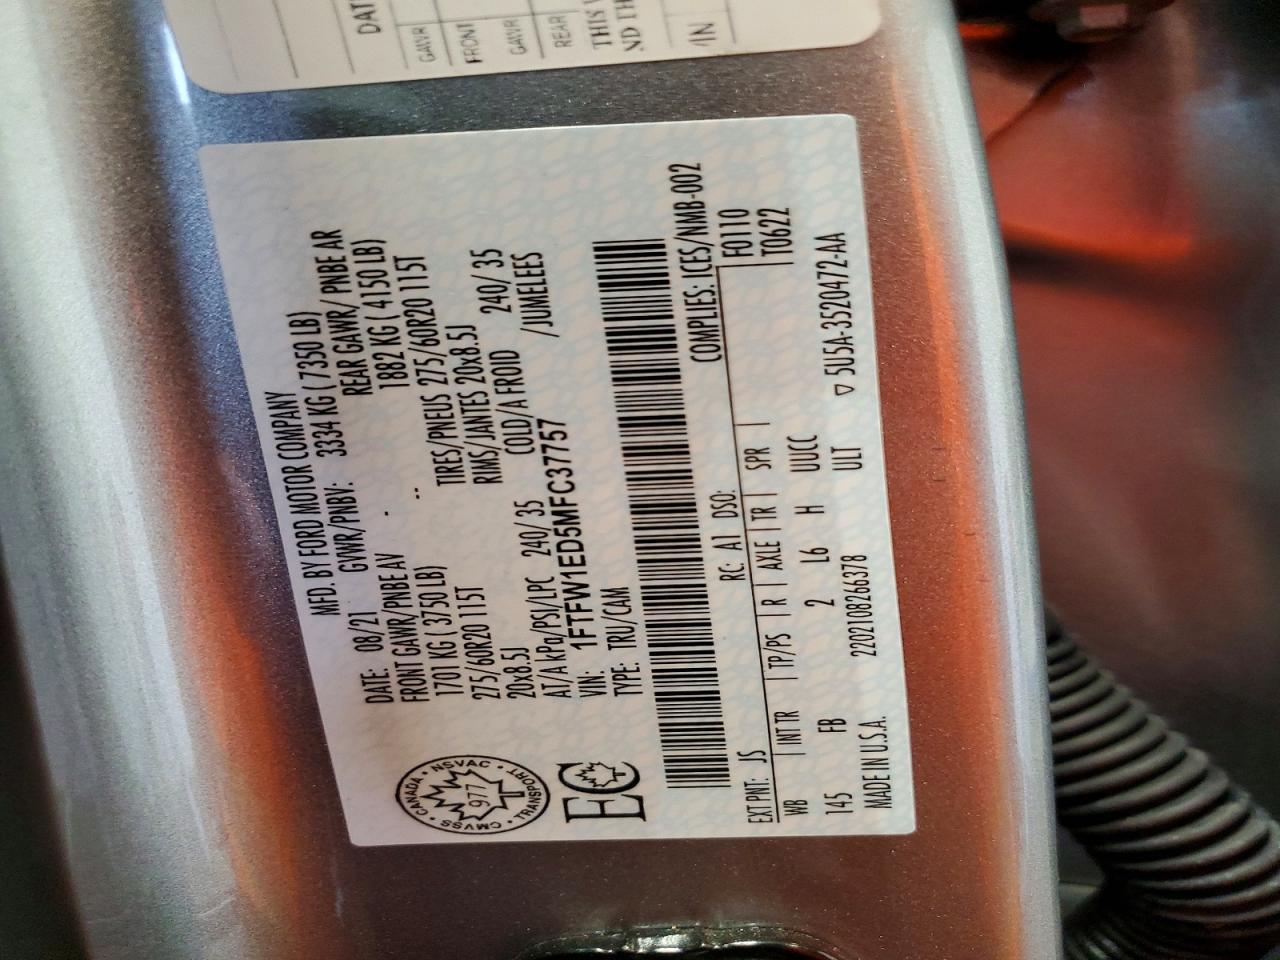 DAT
GAWR
FRONT
GAWR
REAR
THIS V
ND TH
VIN
MFD. BY FORD MOTOR COMPANY
DATE: 08/21 GVWR/PNBV: 3334 KG ( 7350 LB)
FRONT GAWR/PNBE AV REAR GAWR/ PNBE AR
1701 KG ( 3750 LB) 1882 KG ( 4150 LB)
275/60R20 115T TIRES/PNEUS 275/60R20 115T
20x8.5J RIMS/JANTES 20x8.5J
AT/A kPa/PSI/LPC 240/ 35 COLD/A FROID 240/ 35
VIN: 1FTFW1ED5MFC37757 /JUMELEES
TYPE: TRU/CAM
CANADA · NSVAC · TRANSPORT · CMVSS
977
T
EC
COMPLIES: ICES/NMB-002
RC: A1 DSO: F0110
EXT PNT: JS T0622
WB | INT TR | TP/PS | R | AXLE | TR | SPR |
145 FB 2 L6 H UUCC
MADE IN U.S.A. 220210826378 ULT ▽ 5U5A-3520472-AA